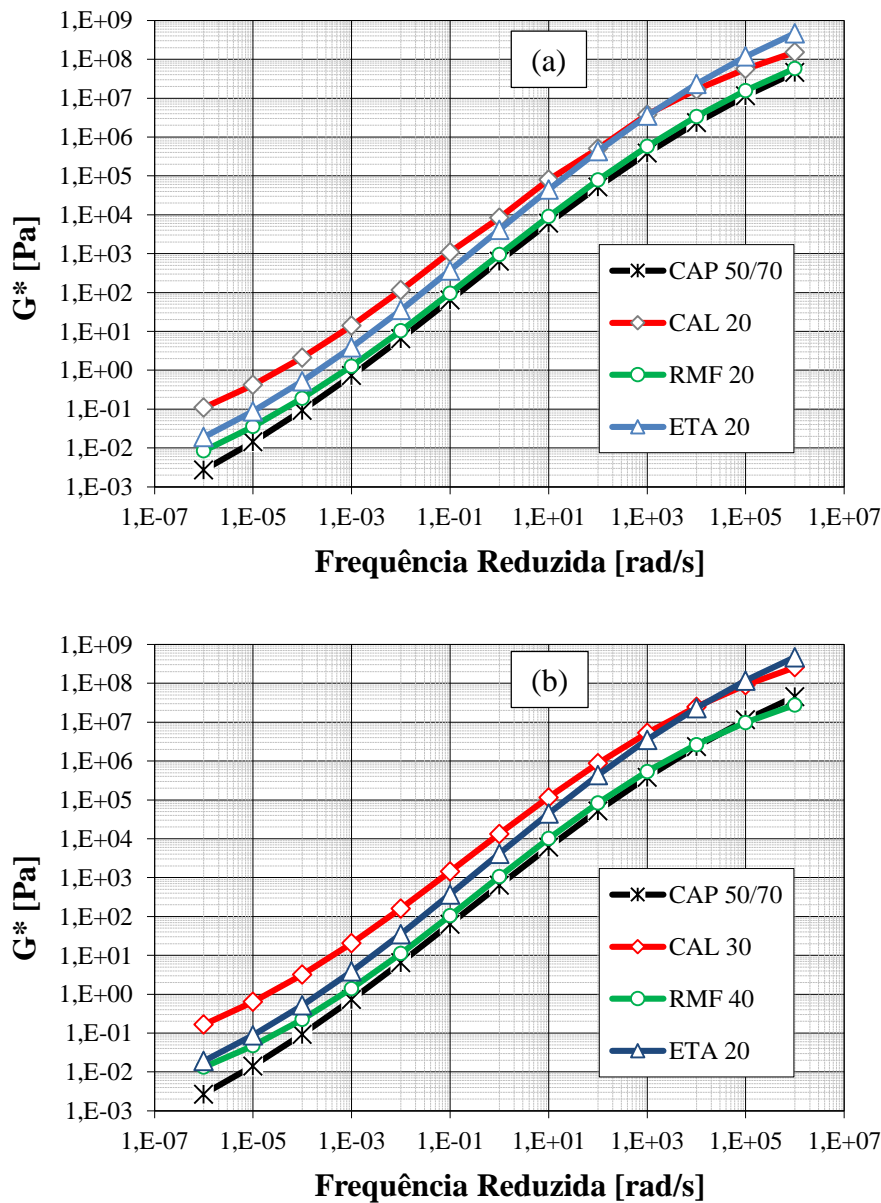 (a)
G* [Pa]
1,E+09
1,E+08
1,E+07
1,E+06
1,E+05
1,E+04
1,E+03
1,E+02
1,E+01
1,E+00
1,E-01
1,E-02
1,E-03
CAP 50/70
CAL 20
RMF 20
ETA 20
1,E-07 1,E-05 1,E-03 1,E-01 1,E+01 1,E+03 1,E+05 1,E+07
Frequência Reduzida [rad/s]
(b)
G* [Pa]
1,E+09
1,E+08
1,E+07
1,E+06
1,E+05
1,E+04
1,E+03
1,E+02
1,E+01
1,E+00
1,E-01
1,E-02
1,E-03
CAP 50/70
CAL 30
RMF 40
ETA 20
1,E-07 1,E-05 1,E-03 1,E-01 1,E+01 1,E+03 1,E+05 1,E+07
Frequência Reduzida [rad/s]